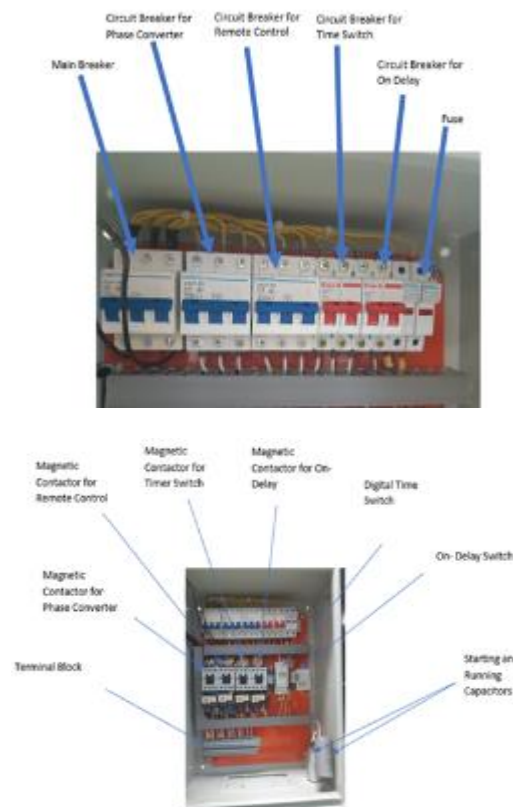 Circuit Breaker for
Phase Converter
Circuit Breaker for
Remote Control
Circuit Breaker for
Time Switch
Main Breaker
Circuit Breaker for
On Delay
Fuse
Magnetic
Contactor for
Remote Control
Magnetic
Contactor for
Timer Switch
Magnetic
Contactor for On-
Delay
Digital Time
Switch
On- Delay Switch
Magnetic
Contactor for
Phase Converter
Terminal Block
Starting an
Running
Capacitors